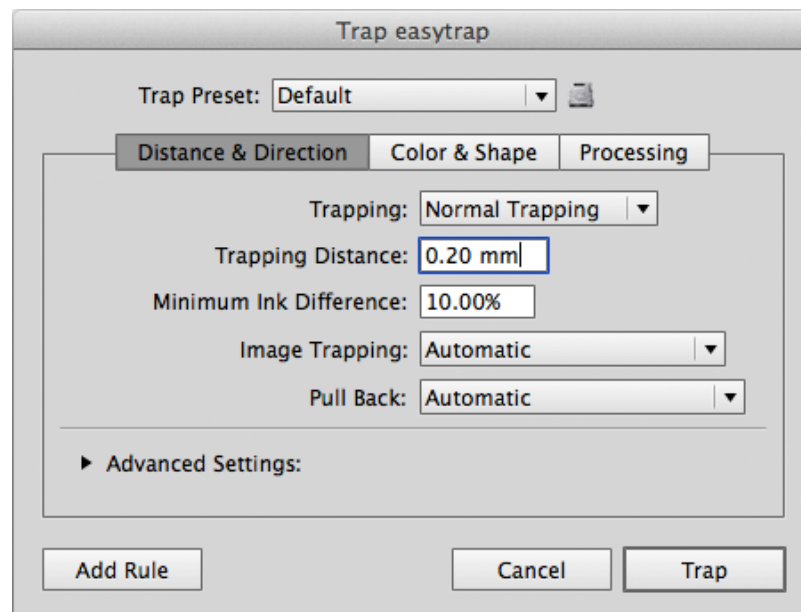 Trap easytrap
Trap Preset: Default
Distance & Direction Color & Shape Processing
Trapping: Normal Trapping
Trapping Distance: 0.20 mm
Minimum Ink Difference: 10.00%
Image Trapping: Automatic
Pull Back: Automatic
Advanced Settings:
Add Rule Cancel Trap